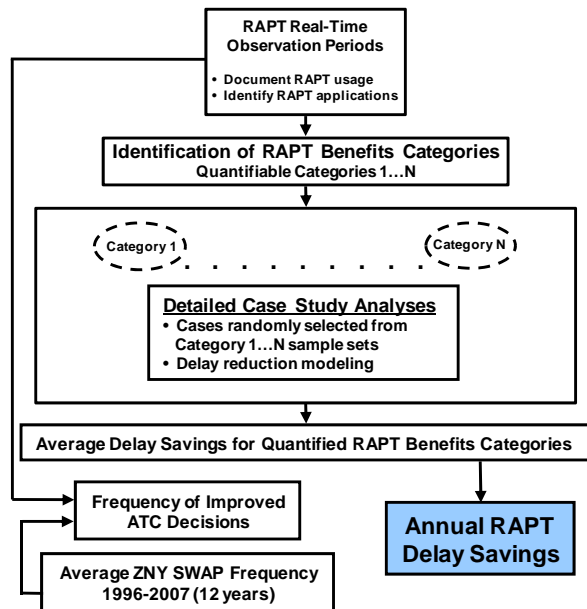 RAPT Real-Time
Observation Periods
• Document RAPT usage
• Identify RAPT applications
Identification of RAPT Benefits Categories
Quantifiable Categories 1...N
Category 1
Category N
. . . . . . . . .
Detailed Case Study Analyses
• Cases randomly selected from
Category 1...N sample sets
• Delay reduction modeling
Average Delay Savings for Quantified RAPT Benefits Categories
Frequency of Improved
ATC Decisions
Annual RAPT
Delay Savings
Average ZNY SWAP Frequency
1996-2007 (12 years)